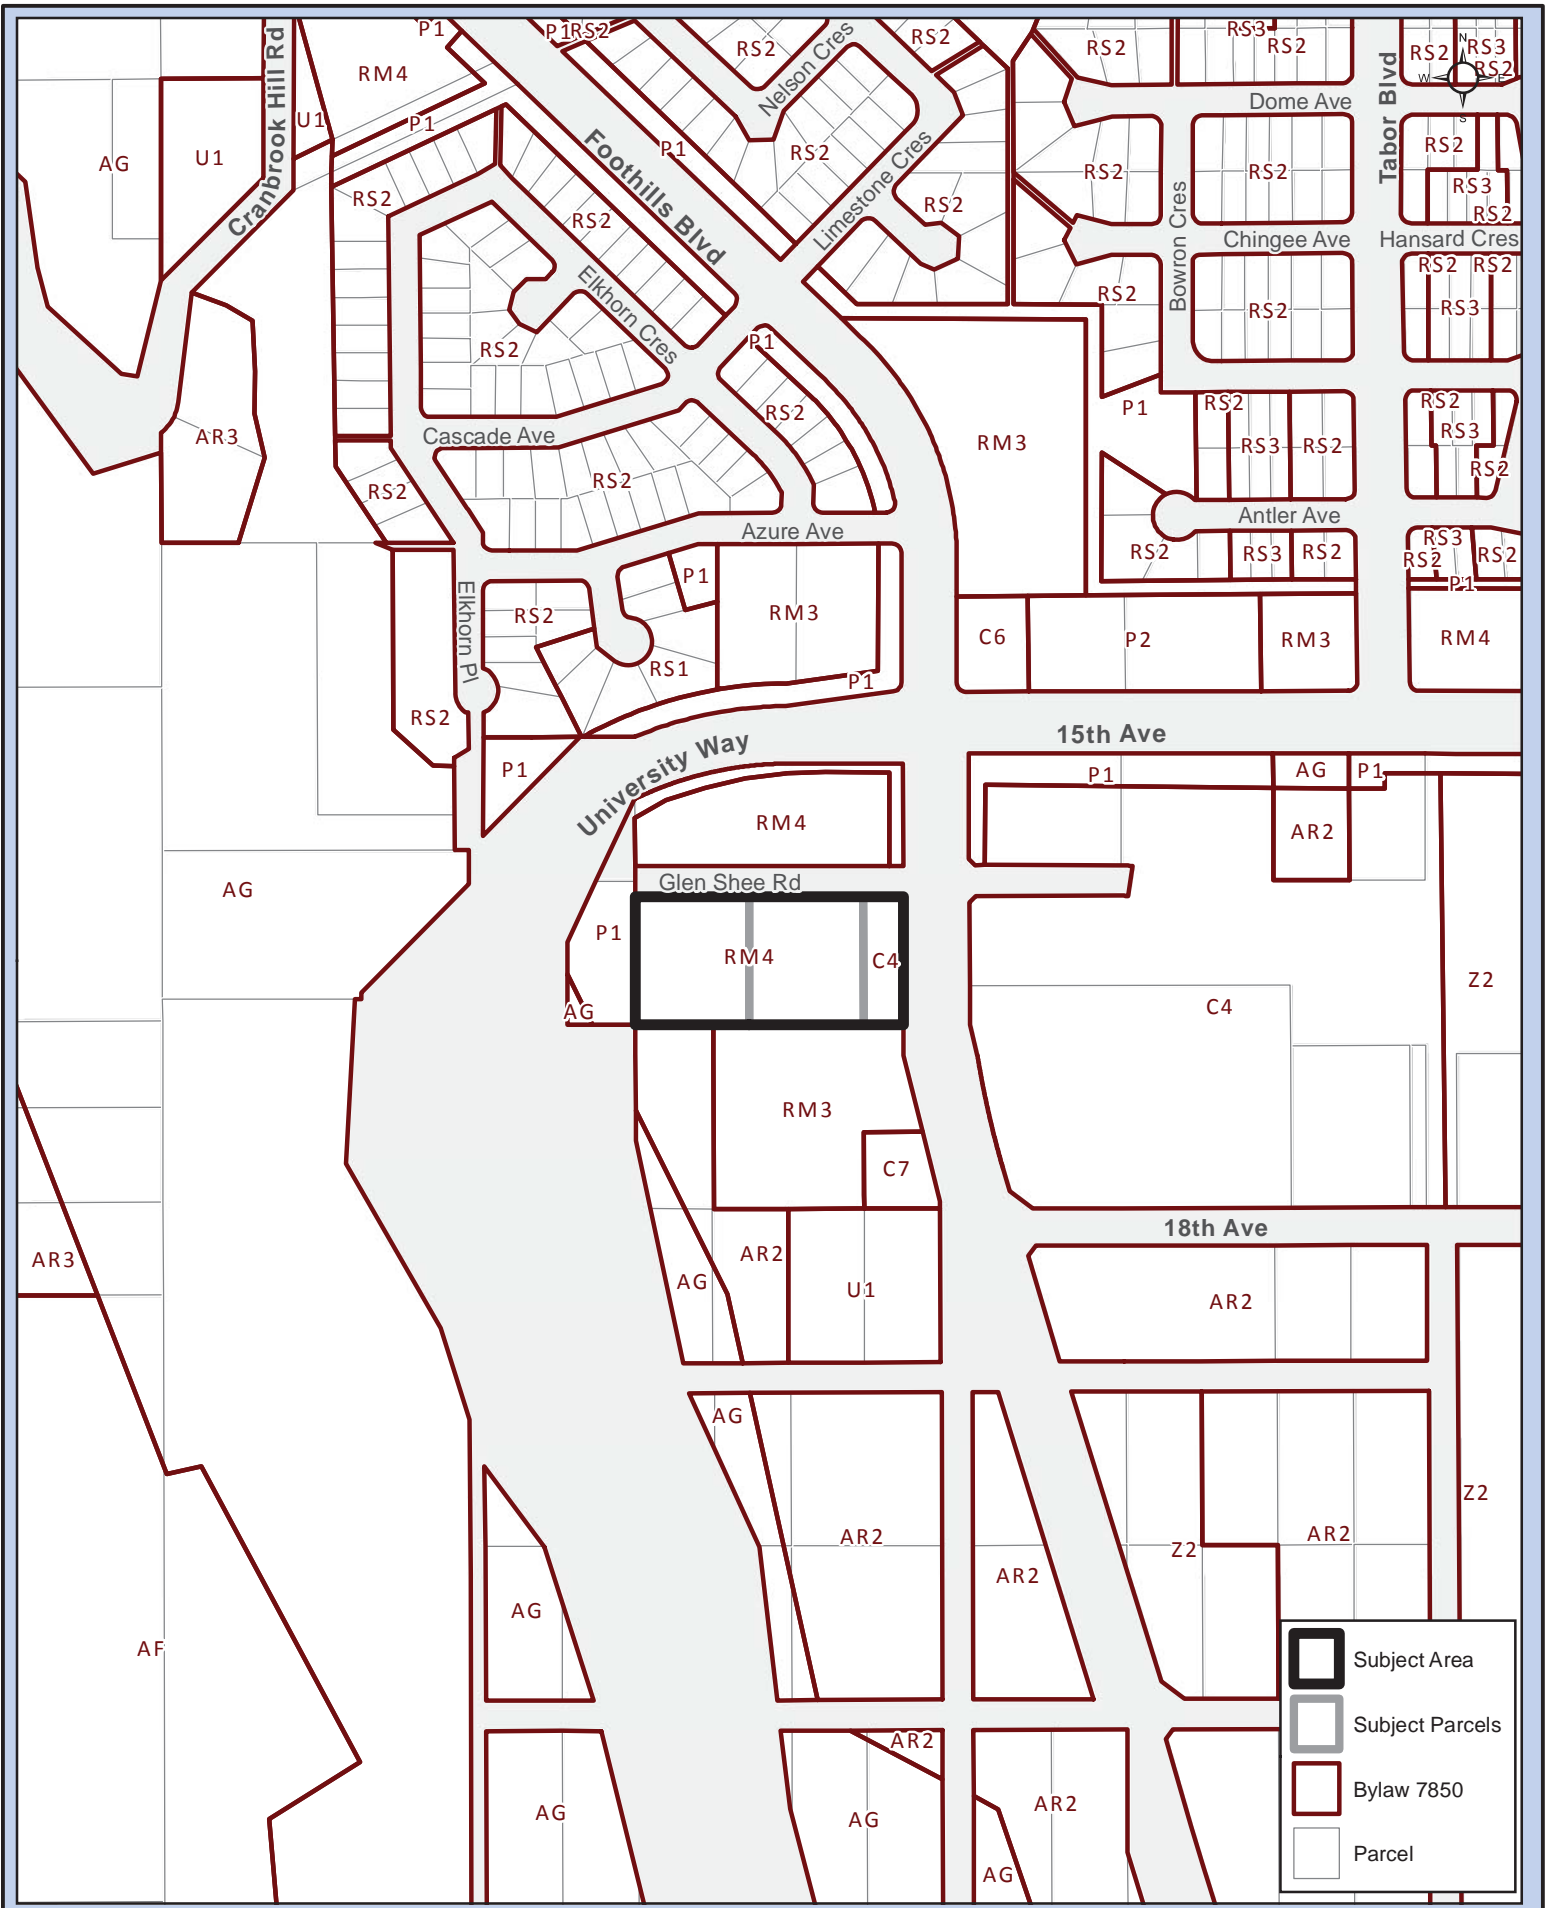 P1
P1
RS2
RS2
RS2
RS2
RS3
RS2
RS2
RS3
RS2
N
W
E
S
RM4
Cranbrook Hill Rd
U1
Nelson Cres
Dome Ave
Tabor Blvd
AG
U1
P1
Foothills Blvd
P1
RS2
Limestone Cres
RS2
RS2
RS2
RS3
RS2
RS2
RS2
RS2
Bowron Cres
Chingee Ave
Hansard Cres
RS2
RS2
RS2
RS2
RS3
Elkhorn Cres
RS2
P1
RS2
P1
RS2
RS2
AR3
Cascade Ave
RM3
RS3
RS2
RS3
RS2
RS2
RS2
Antler Ave
Azure Ave
RS2
RS3
RS2
RS3
RS2
RS2
P1
P1
Elkhorn Pl
RS2
RM3
C6
P2
RM3
RM4
RS1
P1
RS2
University Way
15th Ave
P1
P1
AG
P1
RM4
AR2
Glen Shee Rd
AG
P1
RM4
C4
AG
C4
Z2
RM3
C7
18th Ave
AR3
AG
AR2
U1
AR2
AG
AR2
Z2
AR2
Z2
AR2
AG
AF
Subject Area
Subject Parcels
Bylaw 7850
Parcel
AR2
AG
AG
AR2
AG